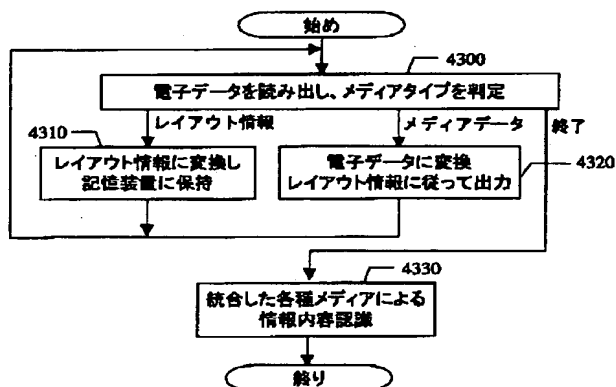 始め
4300
電子データを読み出し、メディアタイプを判定
4310
レイアウト情報
メディアデータ
終了
レイアウト情報に変換し
記憶装置に保持
電子データに変換
レイアウト情報に従って出力
4320
4330
統合した各種メディアによる
情報内容認識
終り